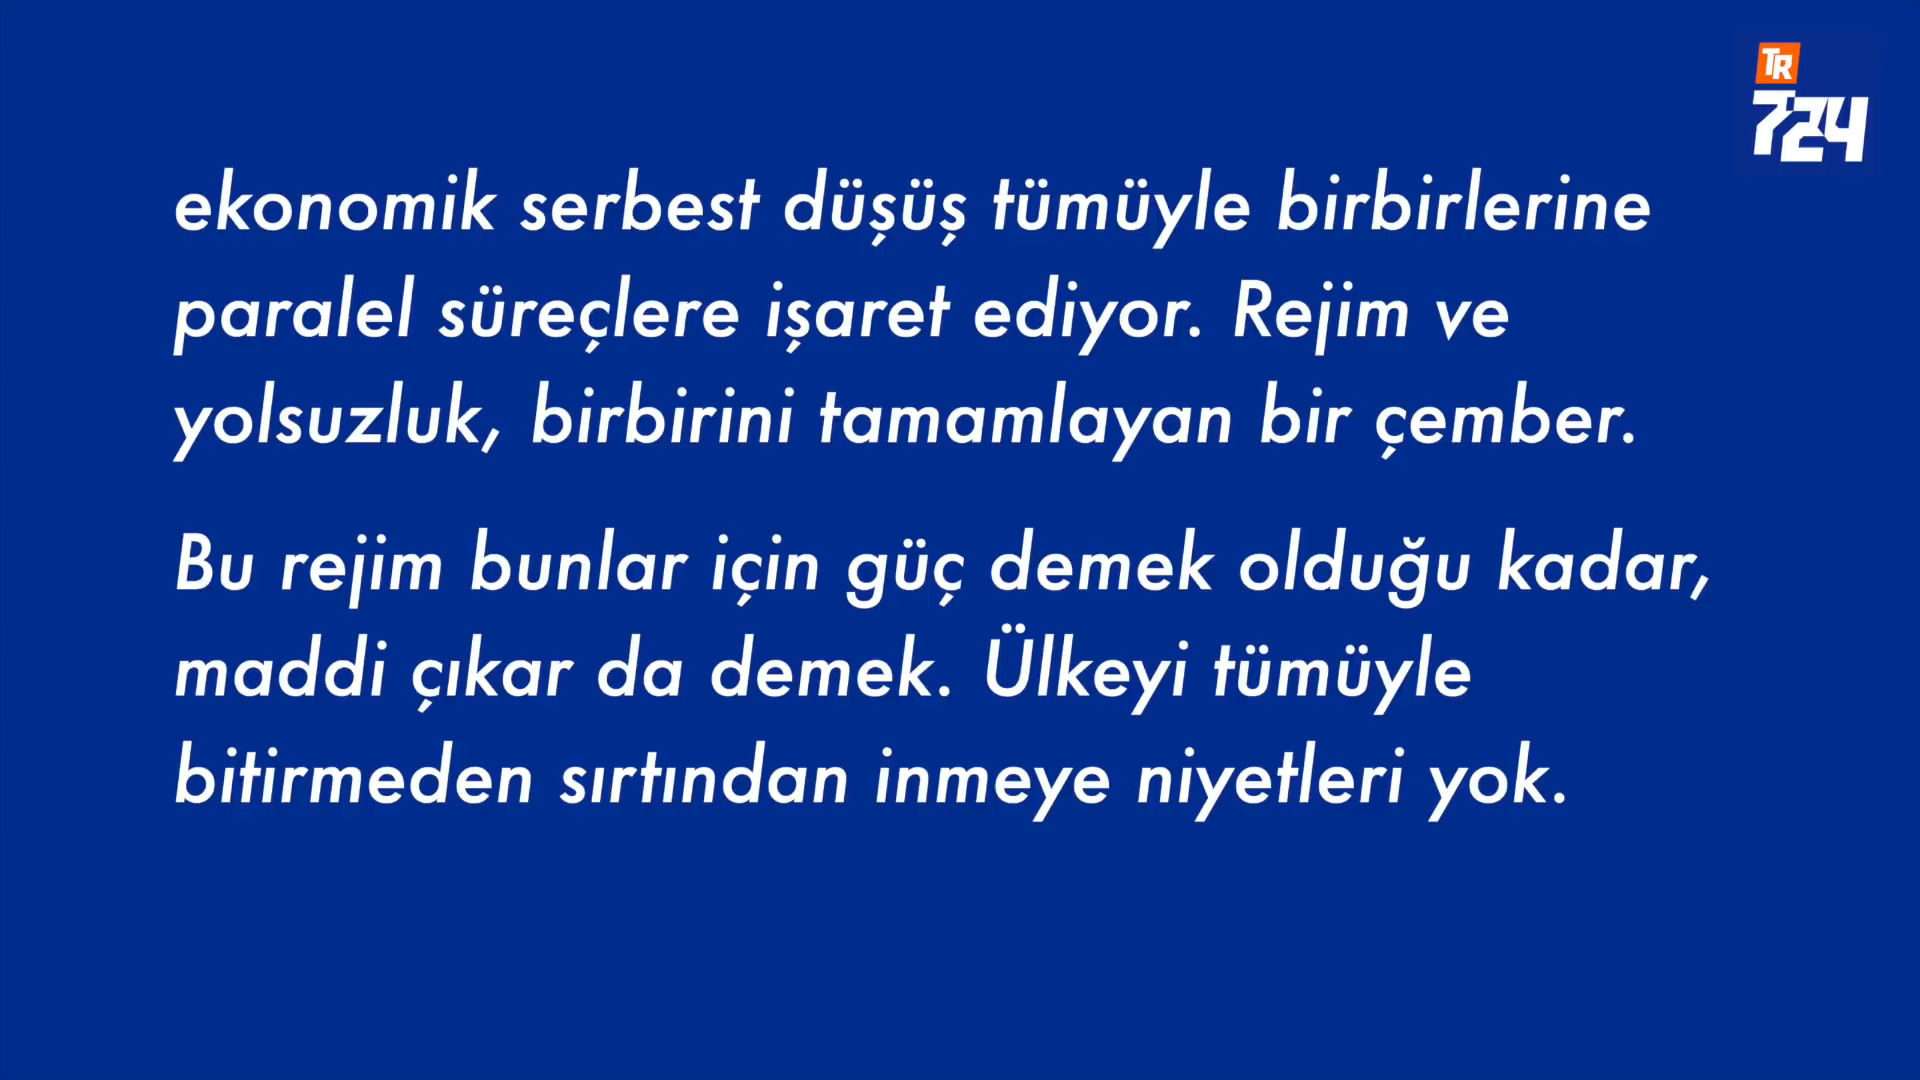 TR
724
ekonomik serbest düşüş tümüyle birbirlerine
paralel süreçlere işaret ediyor. Rejim ve
yolsuzluk, birbirini tamamlayan bir çember.
Bu rejim bunlar için güç demek olduğu kadar,
maddi çıkar da demek. Ülkeyi tümüyle
bitirmeden sırtından inmeye niyetleri yok.